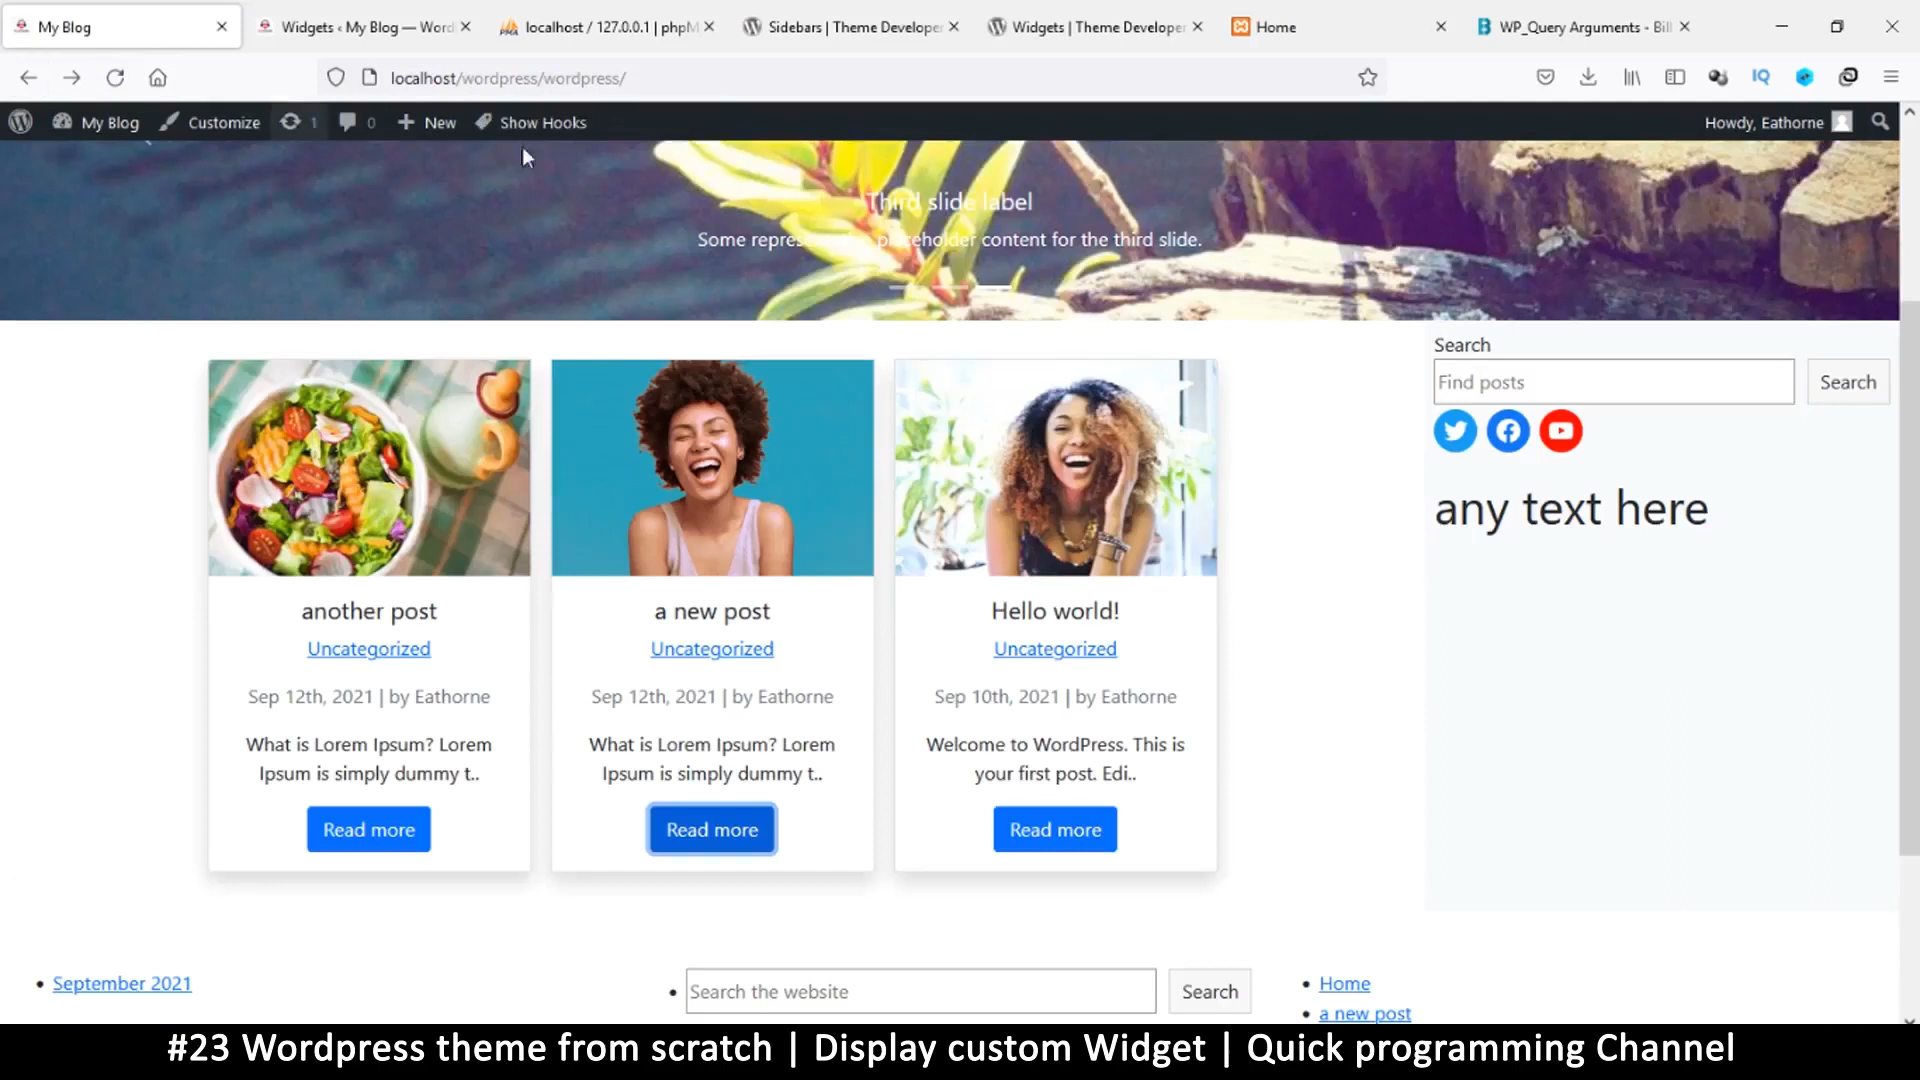 My Blog
Widgets ‹ My Blog — Word
localhost / 127.0.0.1 | phpM
Sidebars | Theme Developer
Widgets | Theme Developer
Home
WP_Query Arguments - Bill
localhost/wordpress/wordpress/
IQ
My Blog
Customize
1
0
New
Show Hooks
Howdy, Eathorne
Third slide label
content for the third slide.
Search
Find posts
Search
any text here
another post
Uncategorized
Sep 12th, 2021 | by Eathorne
What is Lorem Ipsum? Lorem
Ipsum is simply dummy t..
Read more
a new post
Uncategorized
Sep 12th, 2021 | by Eathorne
What is Lorem Ipsum? Lorem
Ipsum is simply dummy t..
Read more
Hello world!
Uncategorized
Sep 10th, 2021 | by Eathorne
Welcome to WordPress. This is
your first post. Edi..
Read more
September 2021
Search the website
Search
Home
a new post
#23 Wordpress theme from scratch | Display custom Widget | Quick programming Channel